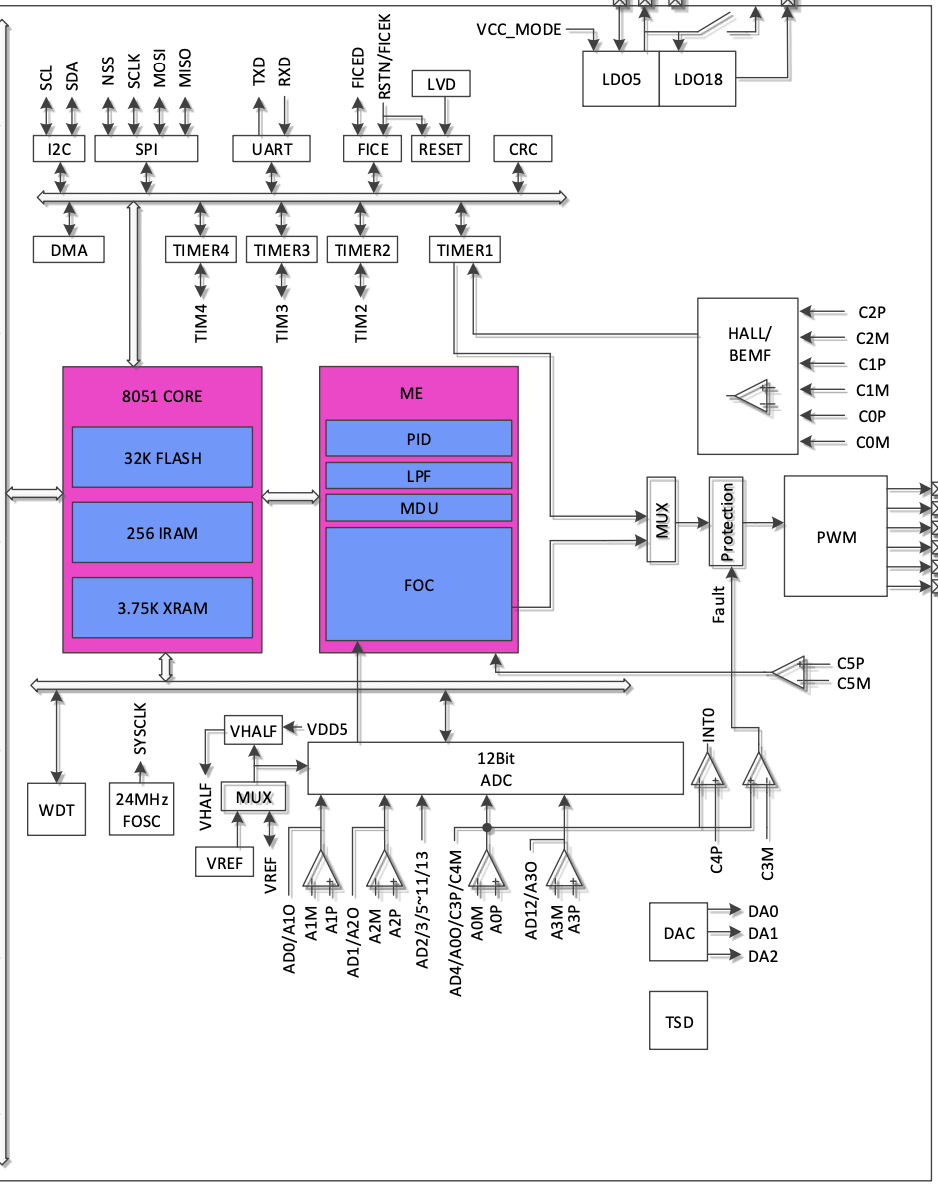 VCC_MODE
LDO5
LDO18
SCL
SDA
NSS
SCLK
MOSI
MISO
TXD
RXD
FICED
RSTN/FICEK
LVD
I2C
SPI
UART
FICE
RESET
CRC
DMA
TIMER4
TIMER3
TIMER2
TIMER1
TIM4
TIM3
TIM2
HALL/
BEMF
C2P
C2M
C1P
C1M
C0P
C0M
8051 CORE
32K FLASH
256 IRAM
3.75K XRAM
ME
PID
LPF
MDU
FOC
MUX
Protection
PWM
Fault
C5P
C5M
SYSCLK
VHALF
VDD5
INT0
12Bit
ADC
WDT
24MHz
FOSC
VHALF
MUX
VREF
VREF
AD0/A1O
A1M
A1P
AD1/A2O
A2M
A2P
AD2/3/5~11/13
AD4/A0O/C3P/C4M
A0M
A0P
AD12/A3O
A3M
A3P
C4P
C3M
DAC
DA0
DA1
DA2
TSD